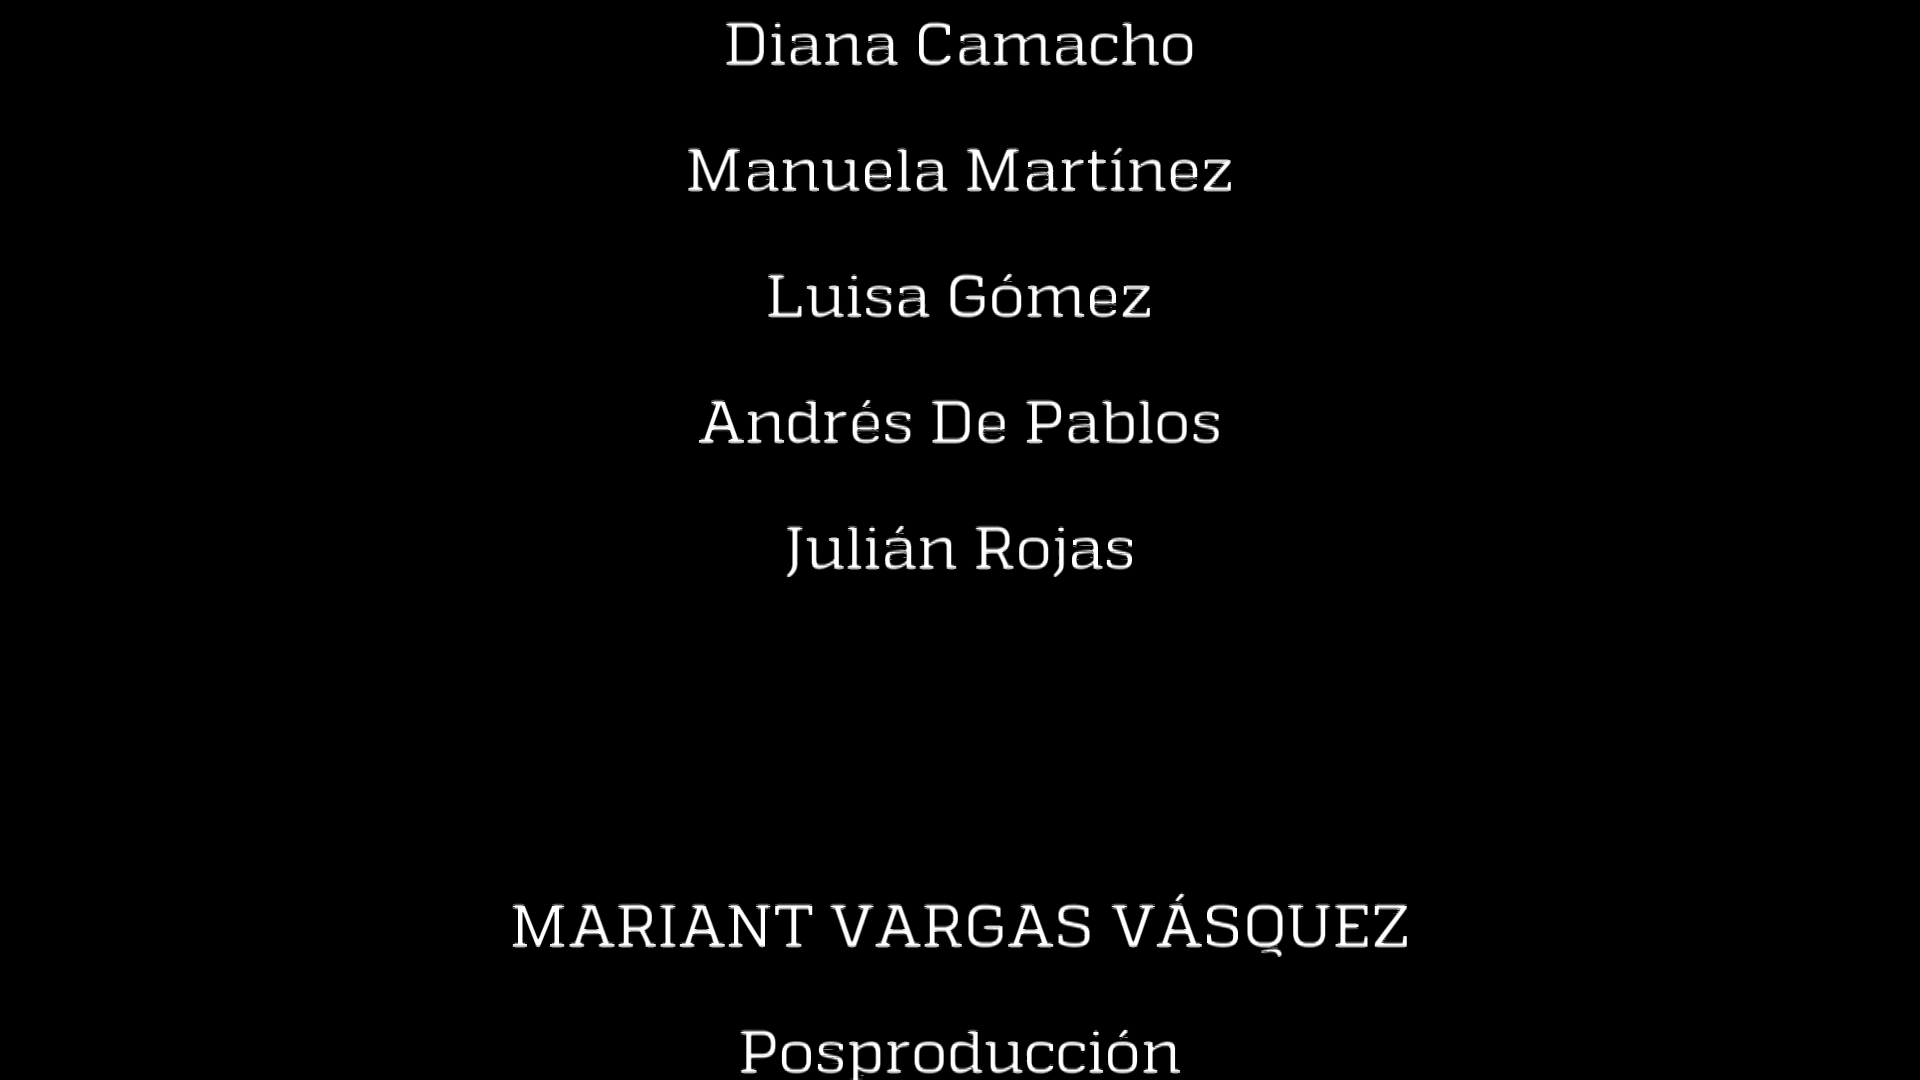 Diana Camacho
Manuela Martínez
Luisa Gómez
Andrés De Pablos
Julián Rojas
MARIANT VARGAS VÁSQUEZ
Posproducción